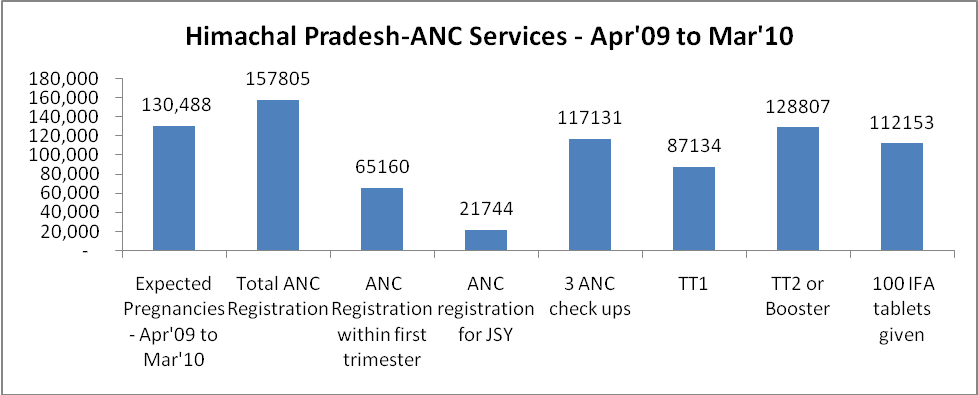 Himachal Pradesh-ANC Services - Apr'09 to Mar'10
180,000
160,000
140,000
120,000
100,000
80,000
60,000
40,000
20,000
-
130,488
157805
65160
21744
117131
87134
128807
112153
Expected
Pregnancies
- Apr'09 to
Mar'10
Total ANC
Registration
ANC
Registration
within first
trimester
ANC
registration
for JSY
3 ANC
check ups
TT1
TT2 or
Booster
100 IFA
tablets
given